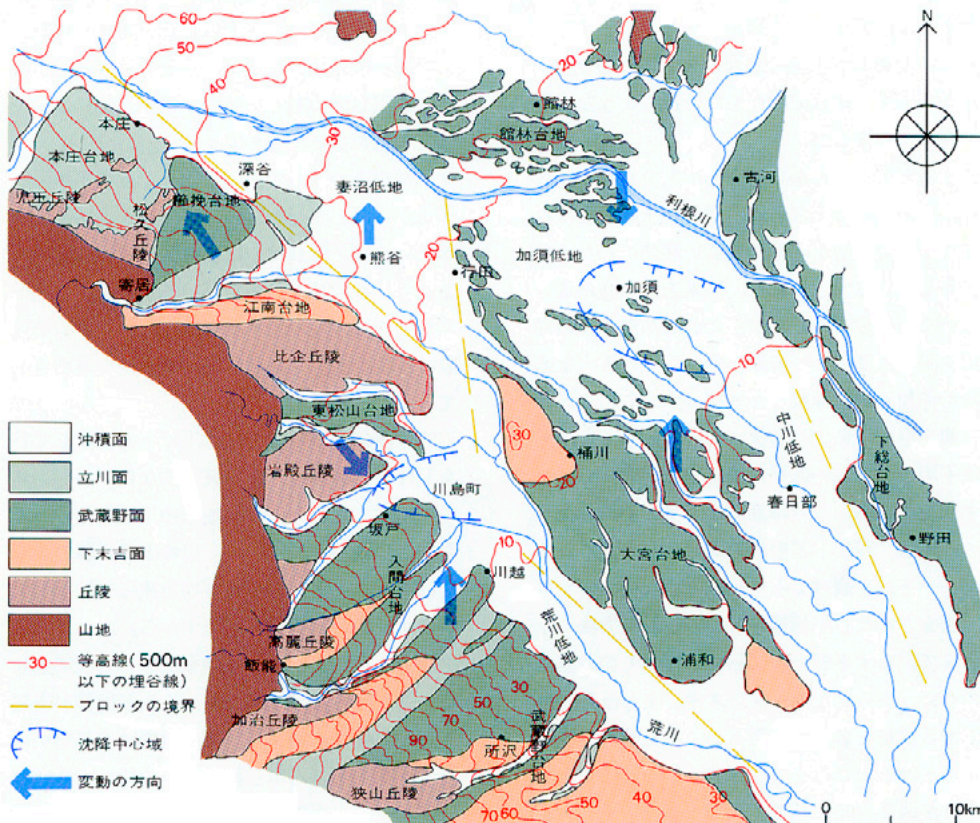 60
50
40
30
20
N
館林
館林台地
本庄
本庄台地
児玉丘陵
松久丘陵
深谷
櫛挽台地
妻沼低地
熊谷
寄居
江南台地
20
行田
加須低地
加須
利根川
古河
比企丘陵
東松山台地
岩殿丘陵
川島町
坂戸
30
桶川
20
10
中川低地
春日部
下総台地
野田
大宮台地
入間台地
10
川越
荒川低地
浦和
高麗丘陵
飯能
加治丘陵
30
50
70
90
所沢
武蔵野台地
荒川
狭山丘陵
70
60
50
40
30
沖積面
立川面
武蔵野面
下末吉面
丘陵
山地
30 等高線(500m
以下の埋谷線)
ブロックの境界
沈降中心域
変動の方向
0 10km